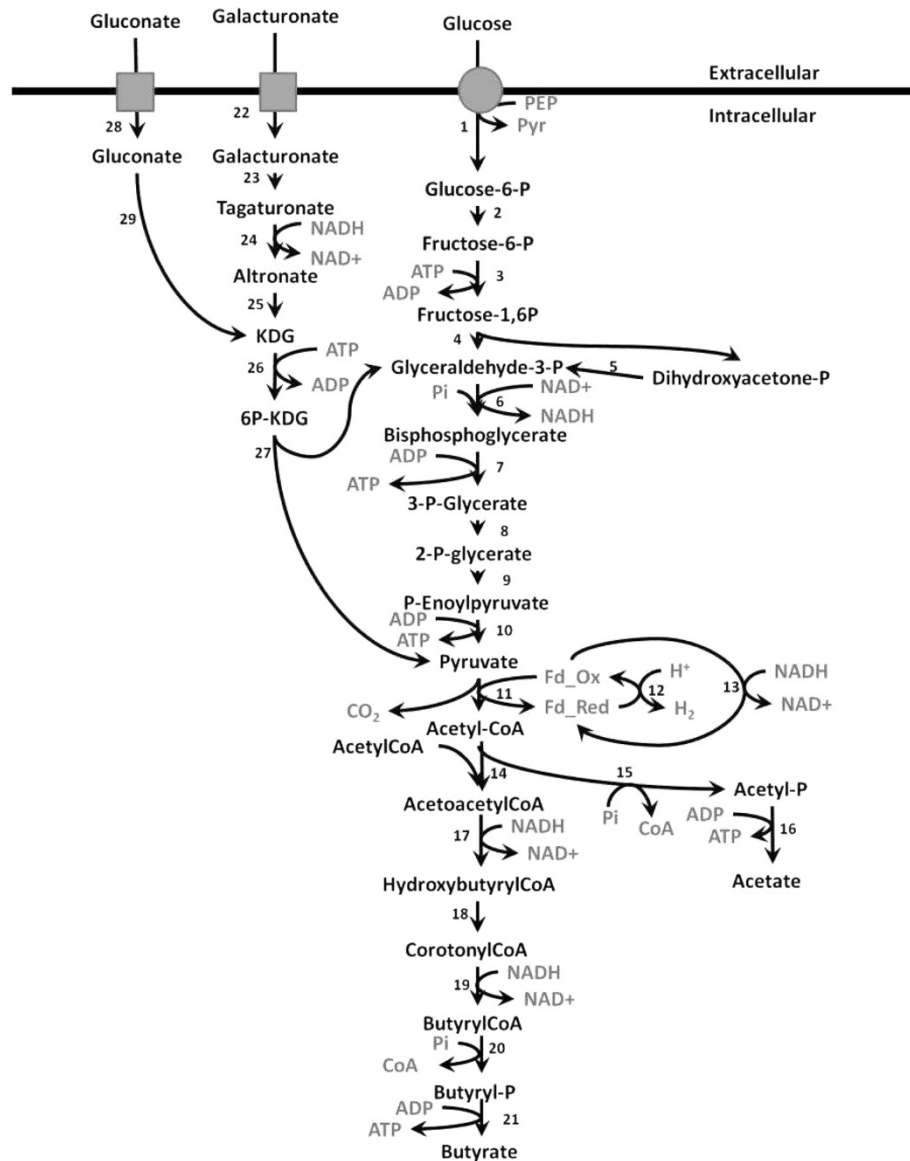 Gluconate
Galacturonate
Glucose
Extracellular
Intracellular
PEP
Pyr
28
22
1
Gluconate
Galacturonate
23
Glucose-6-P
Tagaturonate
2
29
24
NADH
NAD+
Fructose-6-P
ATP
3
ADP
Altronate
25
Fructose-1,6P
4
KDG
26
ATP
ADP
Glyceraldehyde-3-P
5
Dihydroxyacetone-P
Pi
6
NAD+
NADH
6P-KDG
27
Bisphosphoglycerate
ADP
7
ATP
3-P-Glycerate
8
2-P-glycerate
9
P-Enoylpyruvate
ADP
10
ATP
Pyruvate
Fd_Ox
H+
NADH
11
12
13
CO2
Fd_Red
H2
NAD+
Acetyl-CoA
AcetylCoA
14
15
Acetyl-P
AcetoacetylCoA
Pi
CoA
ADP
16
ATP
17
NADH
NAD+
Acetate
HydroxybutyrylCoA
18
CorotonylCoA
19
NADH
NAD+
ButyrylCoA
Pi
20
CoA
Butyryl-P
ADP
21
ATP
Butyrate